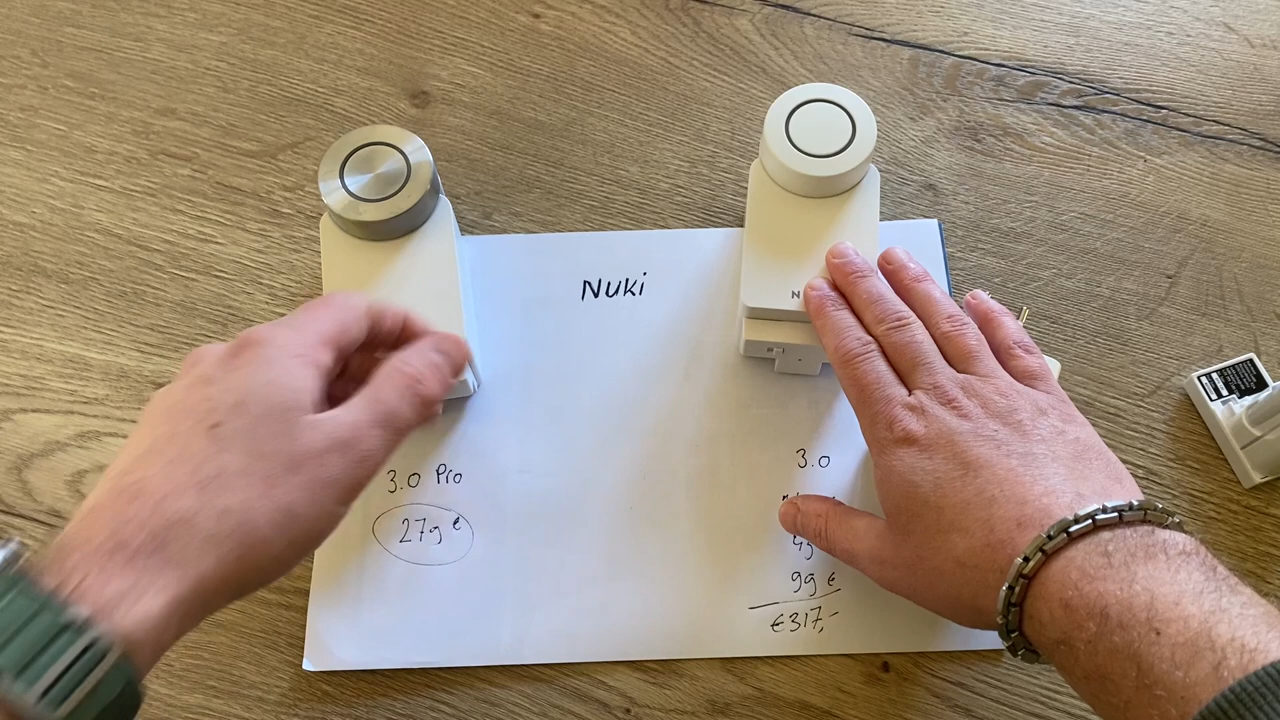 Nuki
3.0 Pro
279 €
3.0
99 €
€317,-